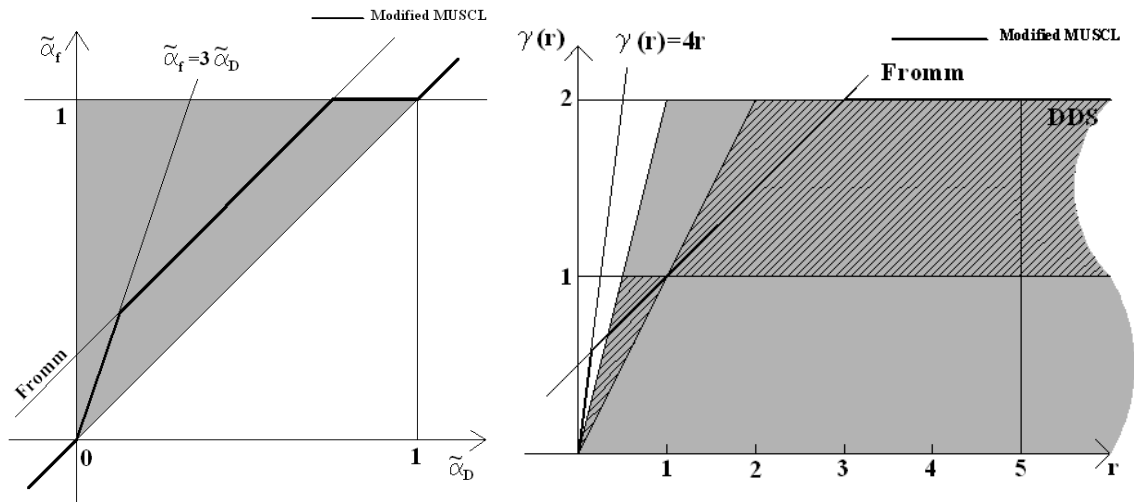 Modified MUSCL
α̃f
α̃f=3 α̃D
1
Fromm
0
1
α̃D
γ(r)
γ(r)=4r
Modified MUSCL
Fromm
2
DDS
1
1
2
3
4
5
r